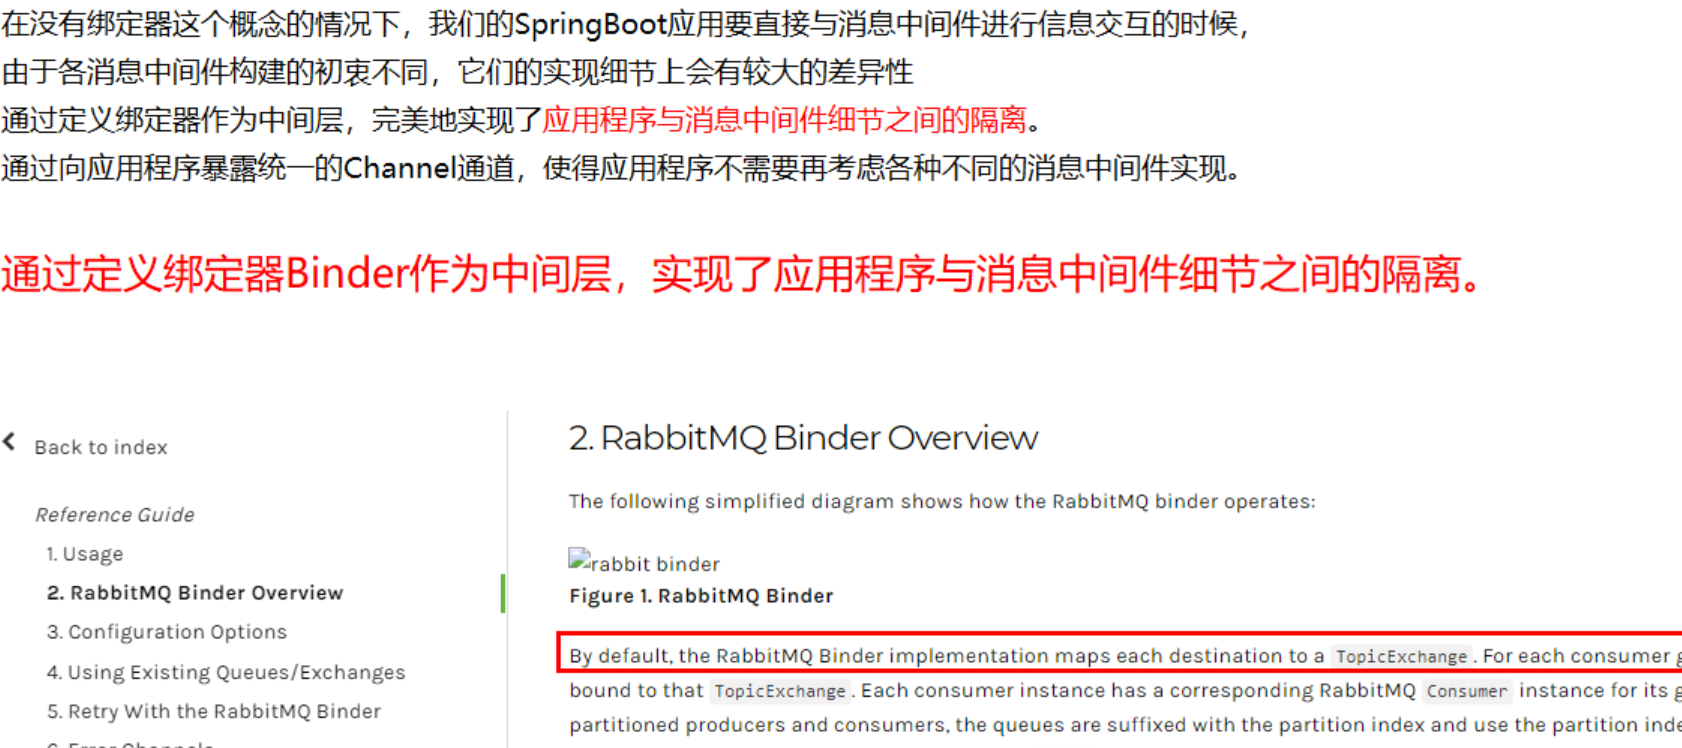 在没有绑定器这个概念的情况下，我们的SpringBoot应用要直接与消息中间件进行信息交互的时候，
由于各消息中间件构建的初衷不同，它们的实现细节上会有较大的差异性
通过定义绑定器作为中间层，完美地实现了应用程序与消息中间件细节之间的隔离。
通过向应用程序暴露统一的Channel通道，使得应用程序不需要再考虑各种不同的消息中间件实现。
通过定义绑定器Binder作为中间层，实现了应用程序与消息中间件细节之间的隔离。
Back to index
Reference Guide
1. Usage
2. RabbitMQ Binder Overview
3. Configuration Options
4. Using Existing Queues/Exchanges
5. Retry With the RabbitMQ Binder
2. RabbitMQ Binder Overview
The following simplified diagram shows how the RabbitMQ binder operates:
rabbit binder
Figure 1. RabbitMQ Binder
By default, the RabbitMQ Binder implementation maps each destination to a TopicExchange. For each consumer
bound to that TopicExchange. Each consumer instance has a corresponding RabbitMQ Consumer instance for its
partitioned producers and consumers, the queues are suffixed with the partition index and use the partition